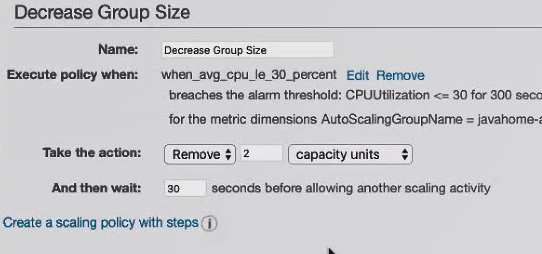 Decrease Group Size
Name: Decrease Group Size
Execute policy when: when_avg_cpu_le_30_percent Edit Remove
breaches the alarm threshold: CPUUtilization <= 30 for 300 seco
for the metric dimensions AutoScalingGroupName = javahome-a
Take the action: Remove 2 capacity units
And then wait: 30 seconds before allowing another scaling activity
Create a scaling policy with steps i